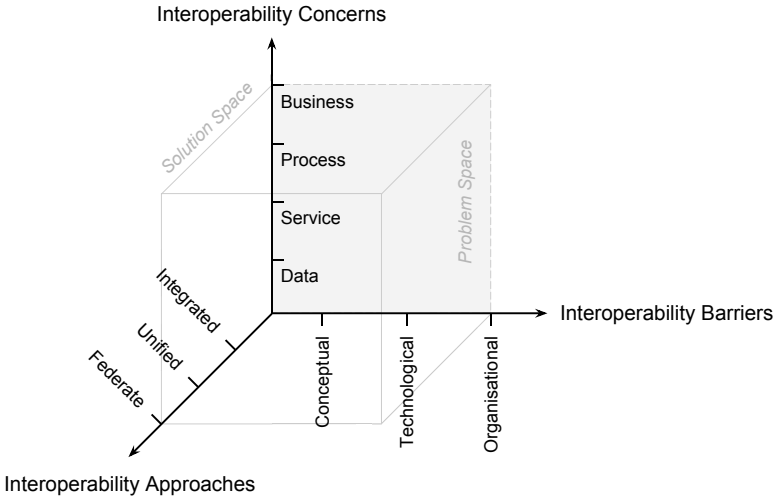 Interoperability Concerns
Solution Space
Business
Process
Service
Data
Problem Space
Integrated
Unified
Federate
Conceptual
Technological
Organisational
Interoperability Barriers
Interoperability Approaches